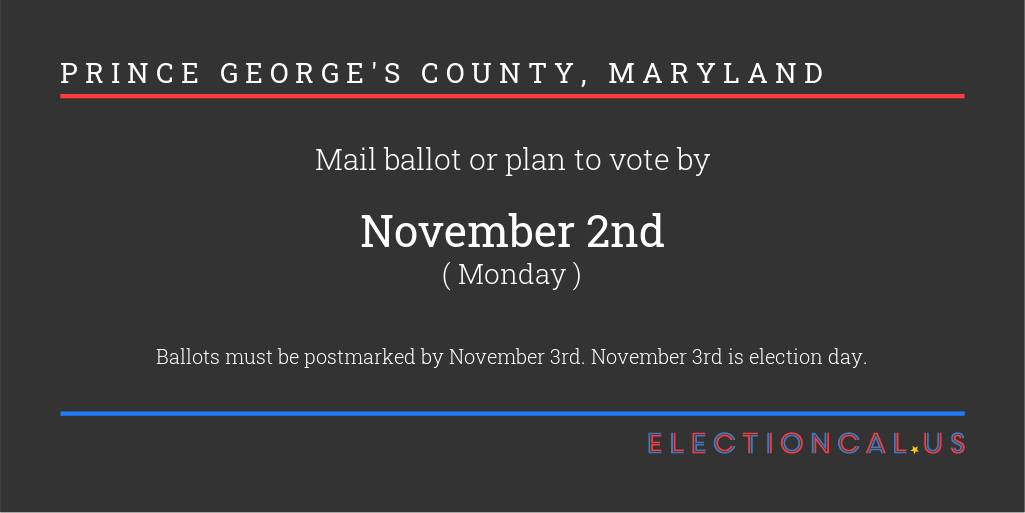 PRINCE GEORGE'S COUNTY, MARYLAND
Mail ballot or plan to vote by
November 2nd
( Monday )
Ballots must be postmarked by November 3rd. November 3rd is election day.
ELECTIONCAL.US